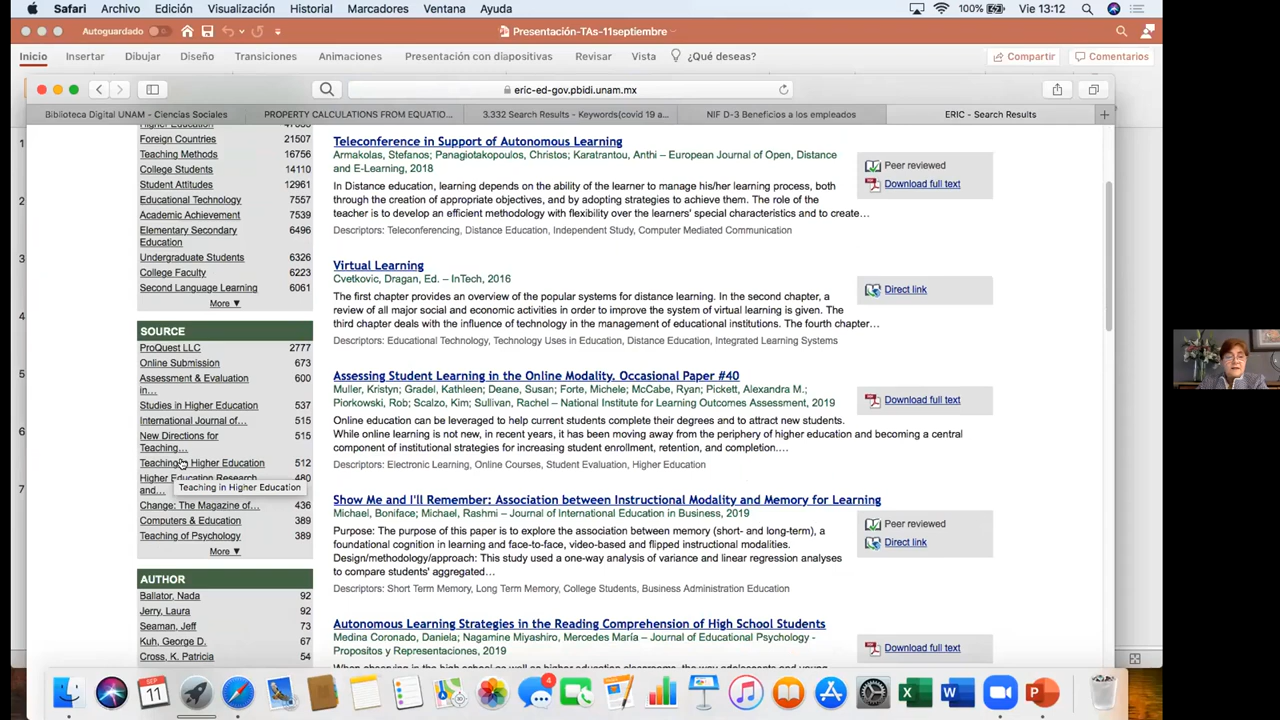 Safari Archivo Edición Visualización Historial Marcadores Ventana Ayuda 100% Vie 13:12
Autoguardado Presentación-TAs-11septiembre
Inicio Insertar Dibujar Diseño Transiciones Animaciones Presentación con diapositivas Revisar Vista ¿Qué desea? Compartir Comentarios
eric-ed-gov.pbidi.unam.mx
Biblioteca Digital UNAM - Ciencias Sociales PROPERTY CALCULATIONS FROM EQUATIO... 3.332 Search Results - Keywords(covid 19 a... NIF D-3 Beneficios a los empleados ERIC - Search Results
1
2
3
4
5
6
7
Foreign Countries 21507
Teaching Methods 16756
College Students 14110
Student Attitudes 12961
Educational Technology 7557
Academic Achievement 7539
Elementary Secondary 6496
Education
Undergraduate Students 6326
College Faculty 6223
Second Language Learning 6061
More ▼
SOURCE
ProQuest LLC 2777
Online Submission 673
Assessment & Evaluation 600
in...
Studies in Higher Education 537
International Journal of... 515
New Directions for 515
Teaching...
Teaching in Higher Education 512
Higher Education Research 480
and...
Teaching in Higher Education
Change: The Magazine of... 436
Computers & Education 389
Teaching of Psychology 389
More ▼
AUTHOR
Ballator, Nada 92
Jerry, Laura 92
Seaman, Jeff 73
Kuh, George D. 67
Cross, K. Patricia 54
Teleconference in Support of Autonomous Learning
Armakolas, Stefanos; Panagiotakopoulos, Christos; Karatrantou, Anthi – European Journal of Open, Distance
and E-Learning, 2018
Peer reviewed
Download full text
In Distance education, learning depends on the ability of the learner to manage his/her learning process, both
through the creation of appropriate objectives, and by adopting strategies to achieve them. The role of the
teacher is to develop an efficient methodology with flexibility over the learners' special characteristics and to create…
Descriptors: Teleconferencing, Distance Education, Independent Study, Computer Mediated Communication
Virtual Learning
Cvetkovic, Dragan, Ed. – InTech, 2016
Direct link
The first chapter provides an overview of the popular systems for distance learning. In the second chapter, a
review of all major social and economic activities in order to improve the system of virtual learning is given. The
third chapter deals with the influence of technology in the management of educational institutions. The fourth chapter…
Descriptors: Educational Technology, Technology Uses in Education, Distance Education, Integrated Learning Systems
Assessing Student Learning in the Online Modality. Occasional Paper #40
Muller, Kristyn; Gradel, Kathleen; Deane, Susan; Forte, Michele; McCabe, Ryan; Pickett, Alexandra M.;
Piorkowski, Rob; Scalzo, Kim; Sullivan, Rachel – National Institute for Learning Outcomes Assessment, 2019
Download full text
Online education can be leveraged to help current students complete their degrees and to attract new students.
While online learning is not new, in recent years, it has been moving away from the periphery of higher education and becoming a central
component of institutional strategies for increasing student enrollment, retention, and completion.…
Descriptors: Electronic Learning, Online Courses, Student Evaluation, Higher Education
Show Me and I'll Remember: Association between Instructional Modality and Memory for Learning
Michael, Boniface; Michael, Rashmi – Journal of International Education in Business, 2019
Peer reviewed
Direct link
Purpose: The purpose of this paper is to explore the association between memory (short- and long-term), a
foundational cognition in learning and face-to-face, video-based and flipped instructional modalities.
Design/methodology/approach: This study used a one-way analysis of variance and linear regression analyses
to compare students' aggregated…
Descriptors: Short Term Memory, Long Term Memory, College Students, Business Administration Education
Autonomous Learning Strategies in the Reading Comprehension of High School Students
Medina Coronado, Daniela; Nagamine Miyashiro, Mercedes María – Journal of Educational Psychology -
Propositos y Representaciones, 2019
Download full text
SEP
11
4